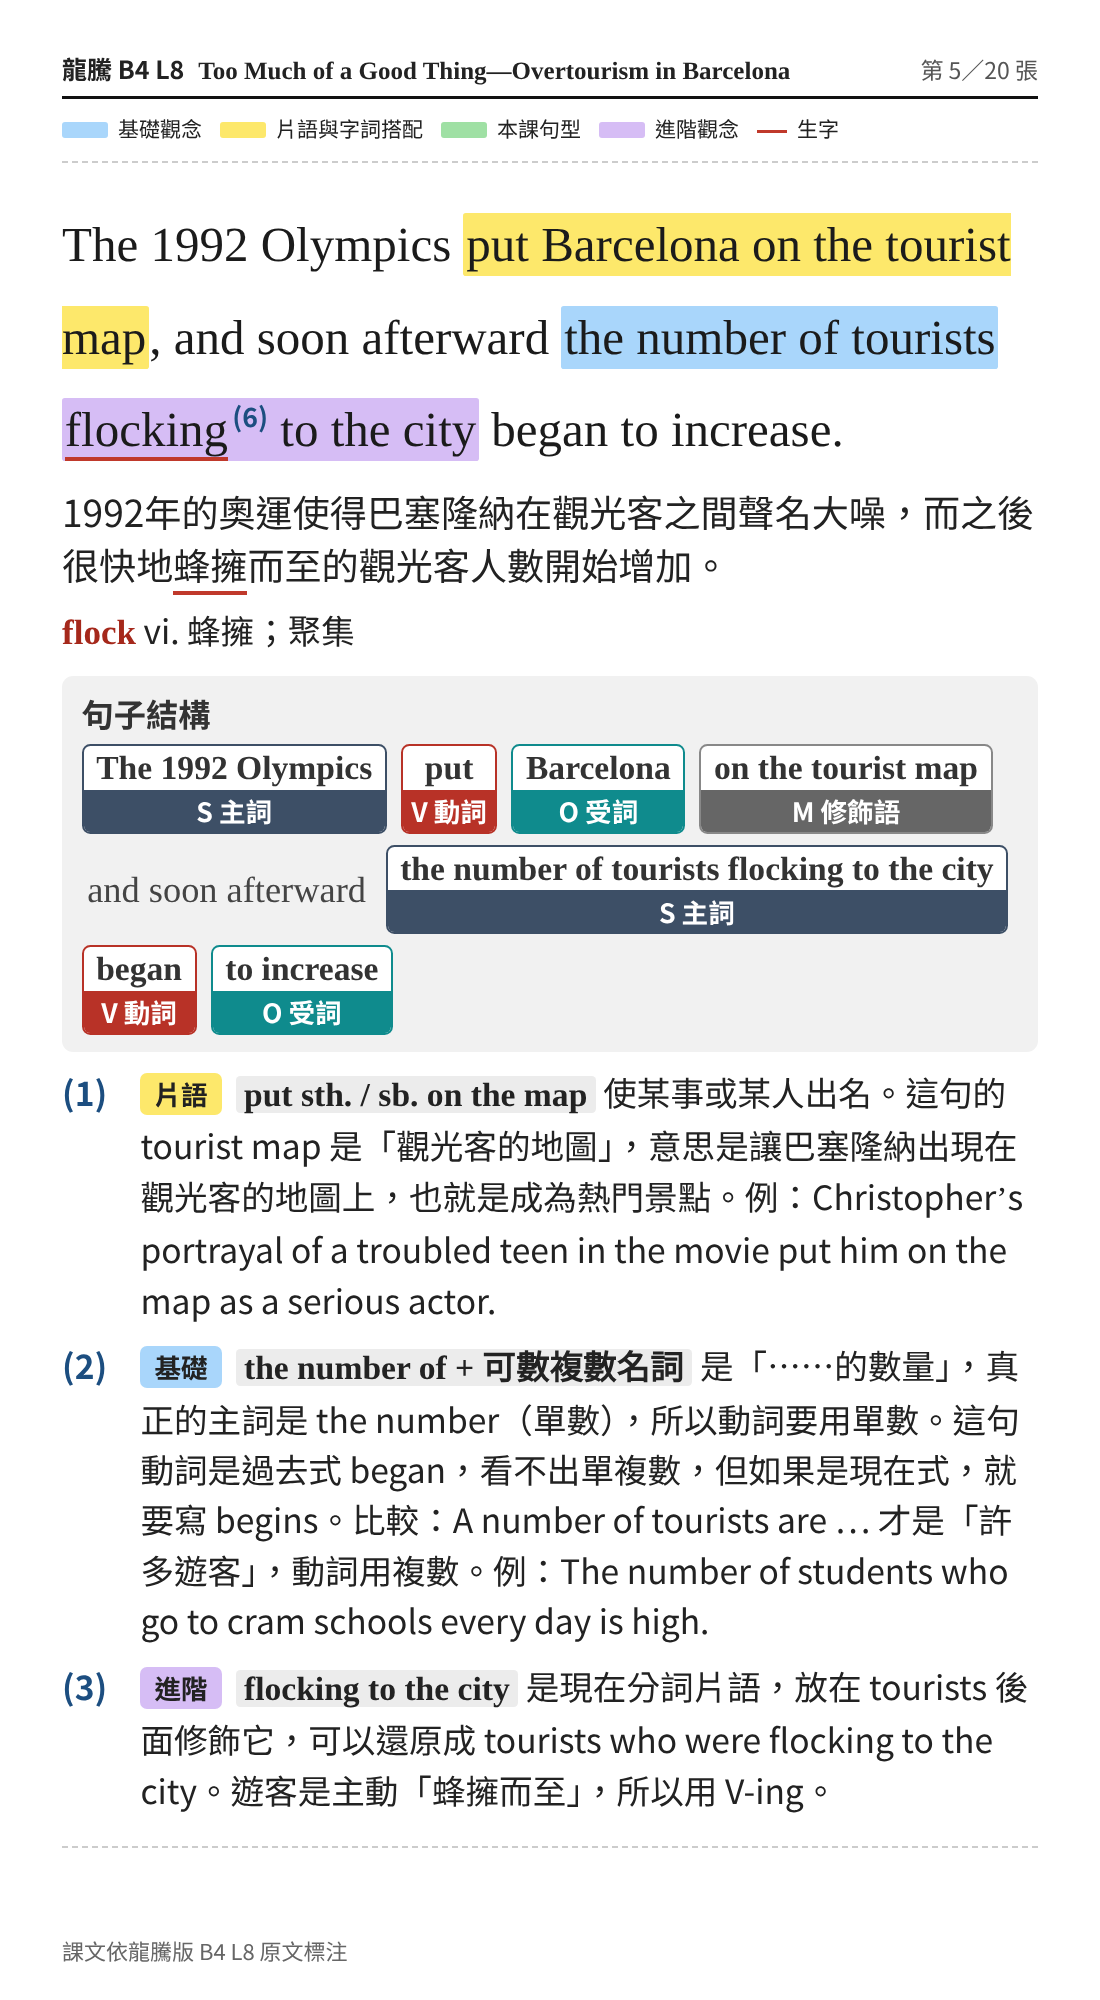 龍騰 B4 L8 Too Much of a Good Thing—Overtourism in Barcelona 第 5／20 張
基礎觀念 片語與字詞搭配 本課句型 進階觀念 生字
The 1992 Olympics put Barcelona on the tourist
map, and soon afterward the number of tourists
flocking(6) to the city began to increase.
1992年的奧運使得巴塞隆納在觀光客之間聲名大噪，而之後
很快地蜂擁而至的觀光客人數開始增加。
flock vi. 蜂擁；聚集
句子結構
The 1992 Olympics put Barcelona on the tourist map
S 主詞 V 動詞 O 受詞 M 修飾語
and soon afterward the number of tourists flocking to the city
S 主詞
began to increase
V 動詞 O 受詞
(1) 片語 put sth. / sb. on the map 使某事或某人出名。這句的
tourist map 是「觀光客的地圖」，意思是讓巴塞隆納出現在
觀光客的地圖上，也就是成為熱門景點。例：Christopher’s
portrayal of a troubled teen in the movie put him on the
map as a serious actor.
(2) 基礎 the number of + 可數複數名詞 是「⋯⋯的數量」，真
正的主詞是 the number（單數），所以動詞要用單數。這句
動詞是過去式 began，看不出單複數，但如果是現在式，就
要寫 begins。比較：A number of tourists are … 才是「許
多遊客」，動詞用複數。例：The number of students who
go to cram schools every day is high.
(3) 進階 flocking to the city 是現在分詞片語，放在 tourists 後
面修飾它，可以還原成 tourists who were flocking to the
city。遊客是主動「蜂擁而至」，所以用 V-ing。
課文依龍騰版 B4 L8 原文標注